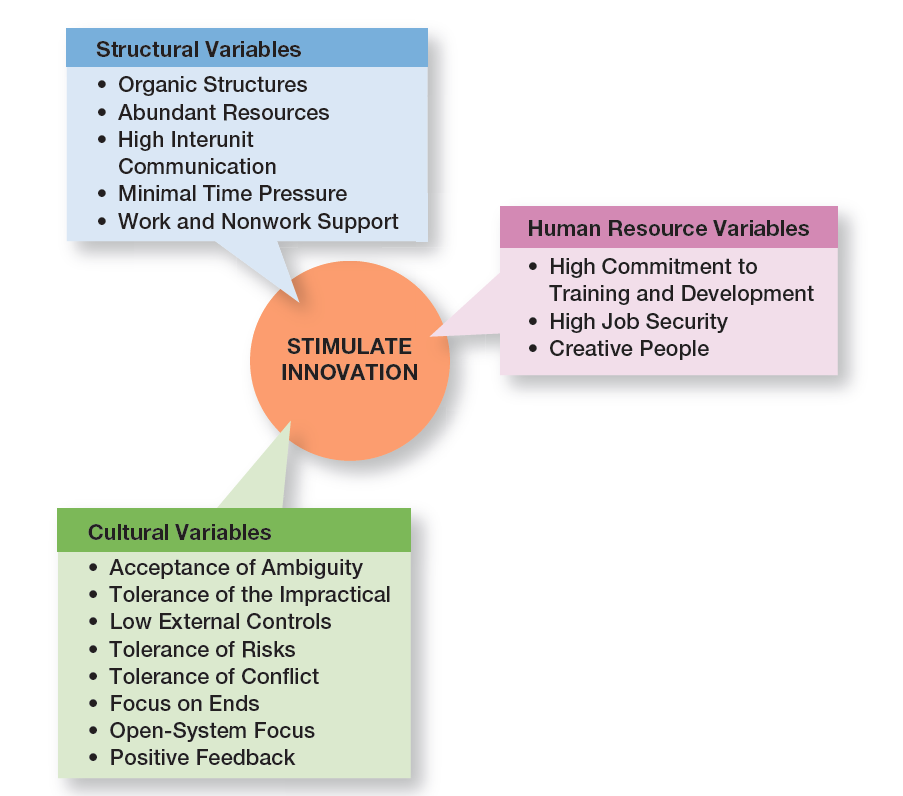 Structural Variables
• Organic Structures
• Abundant Resources
• High Interunit
Communication
• Minimal Time Pressure
• Work and Nonwork Support
Human Resource Variables
• High Commitment to
Training and Development
• High Job Security
• Creative People
STIMULATE
INNOVATION
Cultural Variables
• Acceptance of Ambiguity
• Tolerance of the Impractical
• Low External Controls
• Tolerance of Risks
• Tolerance of Conflict
• Focus on Ends
• Open-System Focus
• Positive Feedback